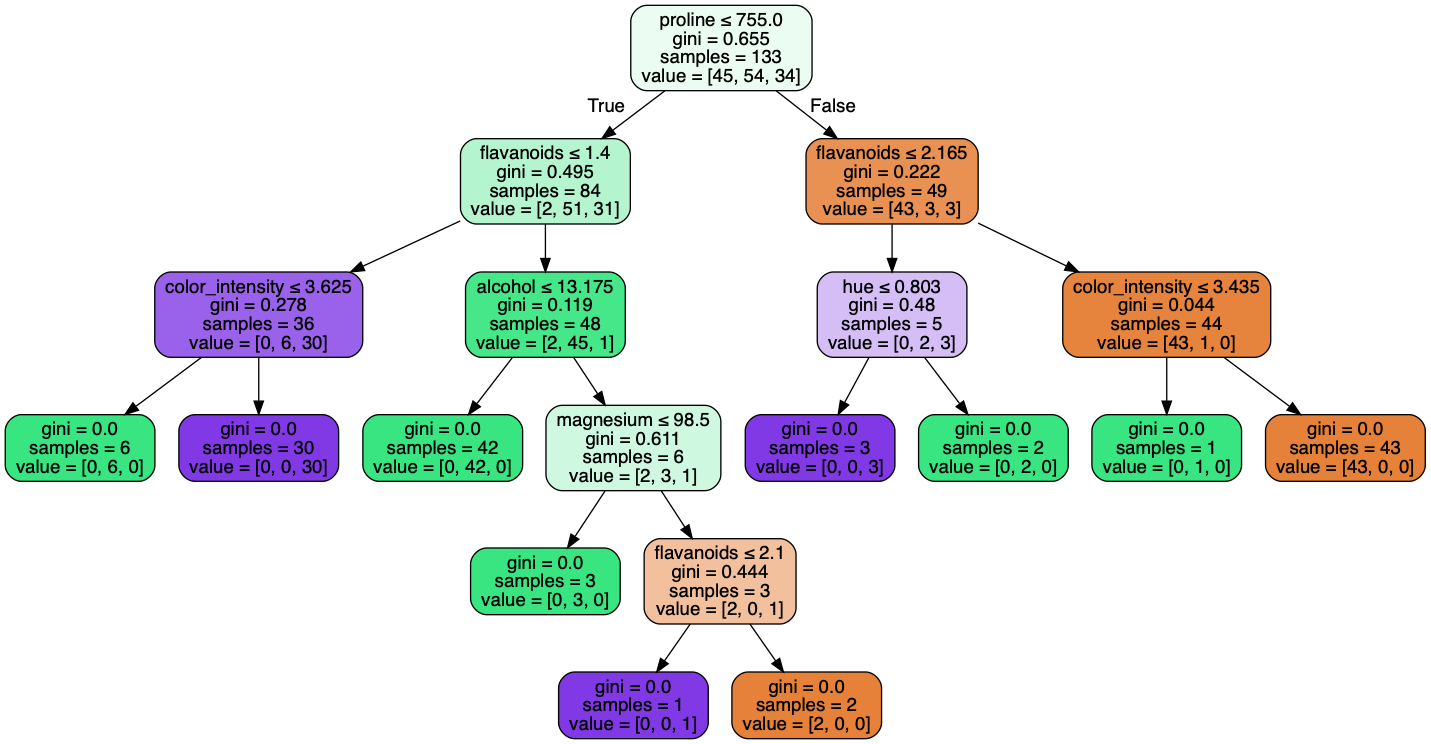 proline ≤ 755.0
gini = 0.655
samples = 133
value = [45, 54, 34]
True
False
flavanoids ≤ 1.4
gini = 0.495
samples = 84
value = [2, 51, 31]
flavanoids ≤ 2.165
gini = 0.222
samples = 49
value = [43, 3, 3]
color_intensity ≤ 3.625
gini = 0.278
samples = 36
value = [0, 6, 30]
alcohol ≤ 13.175
gini = 0.119
samples = 48
value = [2, 45, 1]
hue ≤ 0.803
gini = 0.48
samples = 5
value = [0, 2, 3]
color_intensity ≤ 3.435
gini = 0.044
samples = 44
value = [43, 1, 0]
gini = 0.0
samples = 6
value = [0, 6, 0]
gini = 0.0
samples = 30
value = [0, 0, 30]
gini = 0.0
samples = 42
value = [0, 42, 0]
magnesium ≤ 98.5
gini = 0.611
samples = 6
value = [2, 3, 1]
gini = 0.0
samples = 3
value = [0, 0, 3]
gini = 0.0
samples = 2
value = [0, 2, 0]
gini = 0.0
samples = 1
value = [0, 1, 0]
gini = 0.0
samples = 43
value = [43, 0, 0]
gini = 0.0
samples = 3
value = [0, 3, 0]
flavanoids ≤ 2.1
gini = 0.444
samples = 3
value = [2, 0, 1]
gini = 0.0
samples = 1
value = [0, 0, 1]
gini = 0.0
samples = 2
value = [2, 0, 0]